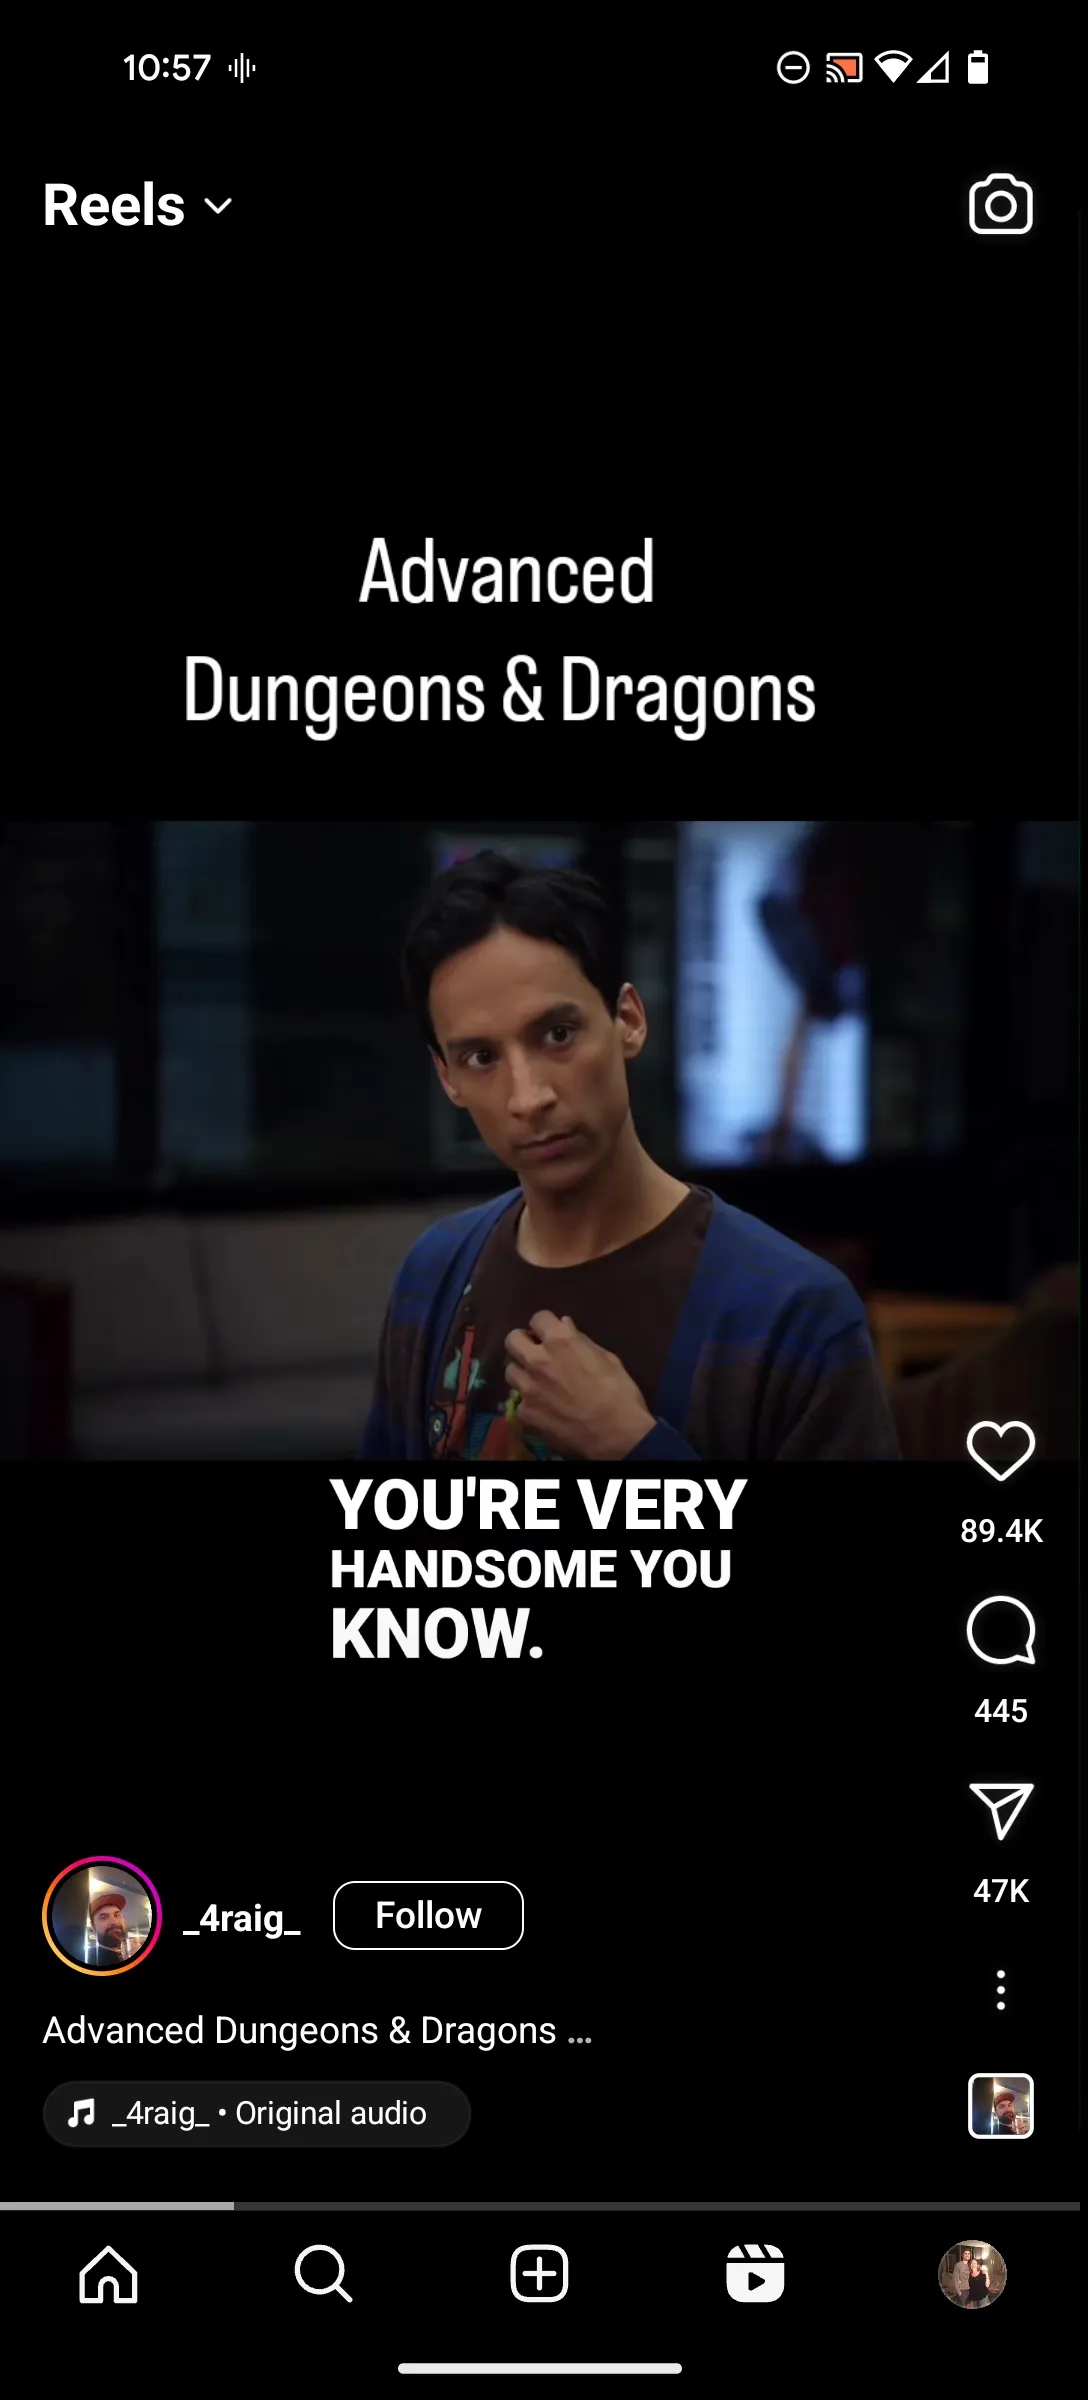 10:57
Reels
Advanced
Dungeons & Dragons
YOU'RE VERY
HANDSOME YOU
KNOW.
89.4K
445
47K
_4raig_
Follow
Advanced Dungeons & Dragons ...
_4raig_ • Original audio